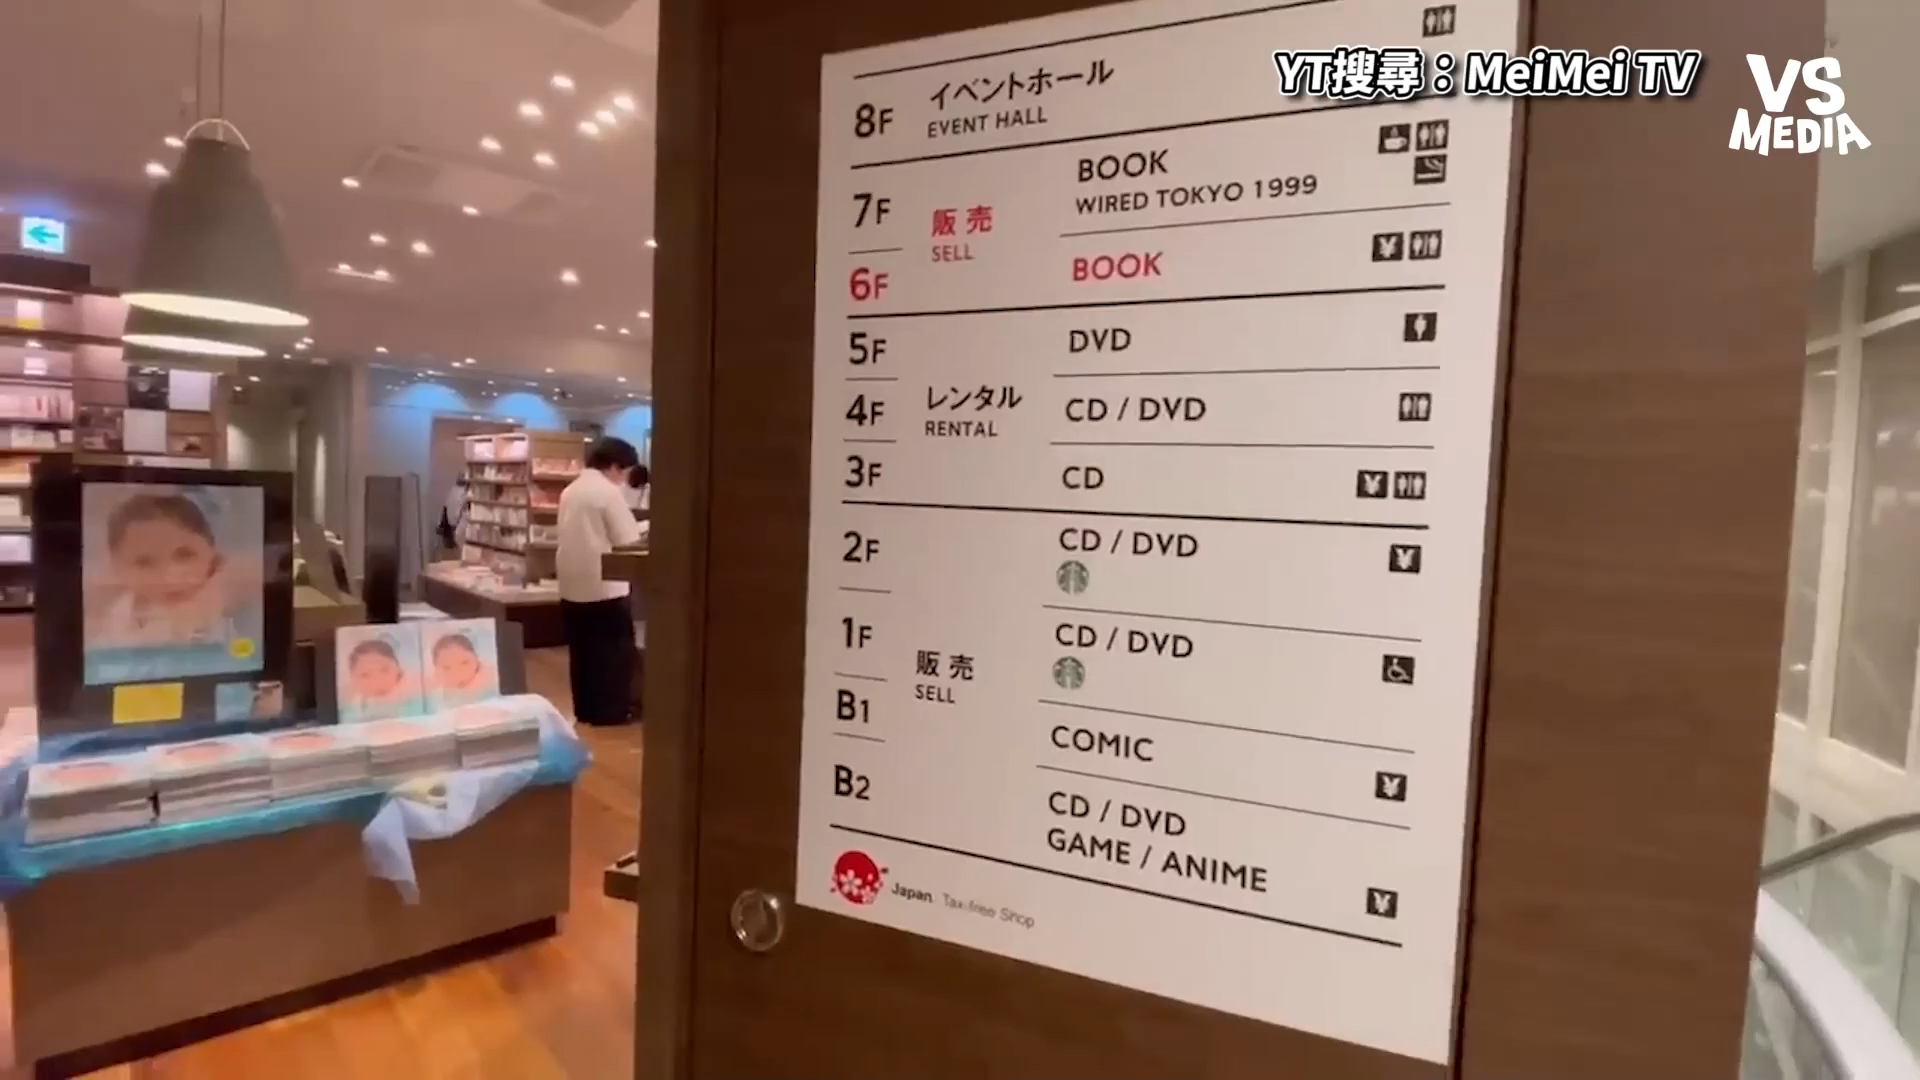 YT搜尋：MeiMei TV
VS
MEDIA
8F イベントホール
EVENT HALL
7F 販売 BOOK
SELL WIRED TOKYO 1999
6F BOOK
5F DVD
4F レンタル CD / DVD
RENTAL
3F CD
2F CD / DVD
1F 販売 CD / DVD
SELL
B1 COMIC
B2 CD / DVD
GAME / ANIME
Japan. Tax-free Shop